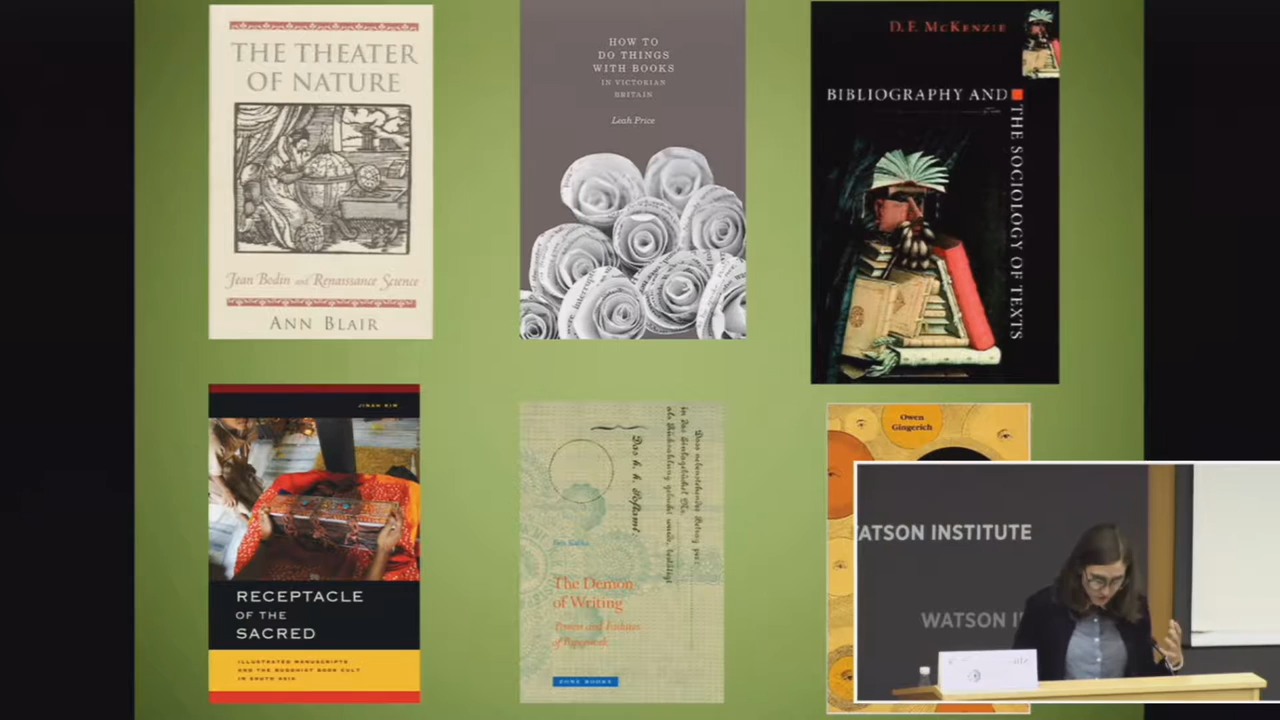 THE THEATER
OF NATURE
Jean Bodin and Renaissance Science
ANN BLAIR
HOW TO
DO THINGS
WITH BOOKS
IN VICTORIAN
BRITAIN
Leah Price
D. F. MCKENZIE
BIBLIOGRAPHY AND
THE SOCIOLOGY OF TEXTS
JINAH KIM
RECEPTACLE
OF THE
SACRED
ILLUSTRATED MANUSCRIPTS
AND THE BUDDHIST BOOK CULT
IN SOUTH ASIA
The Demon
of Writing
Powers and Failures
of Paperwork
ZONE BOOKS
Owen
Gingerich
WATSON INSTITUTE
WATSON I